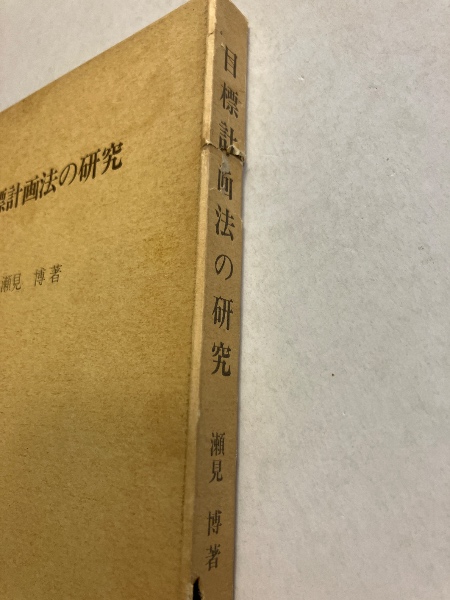 標計画法の研究
瀬見 博著
目標計画法の研究
瀬見 博著